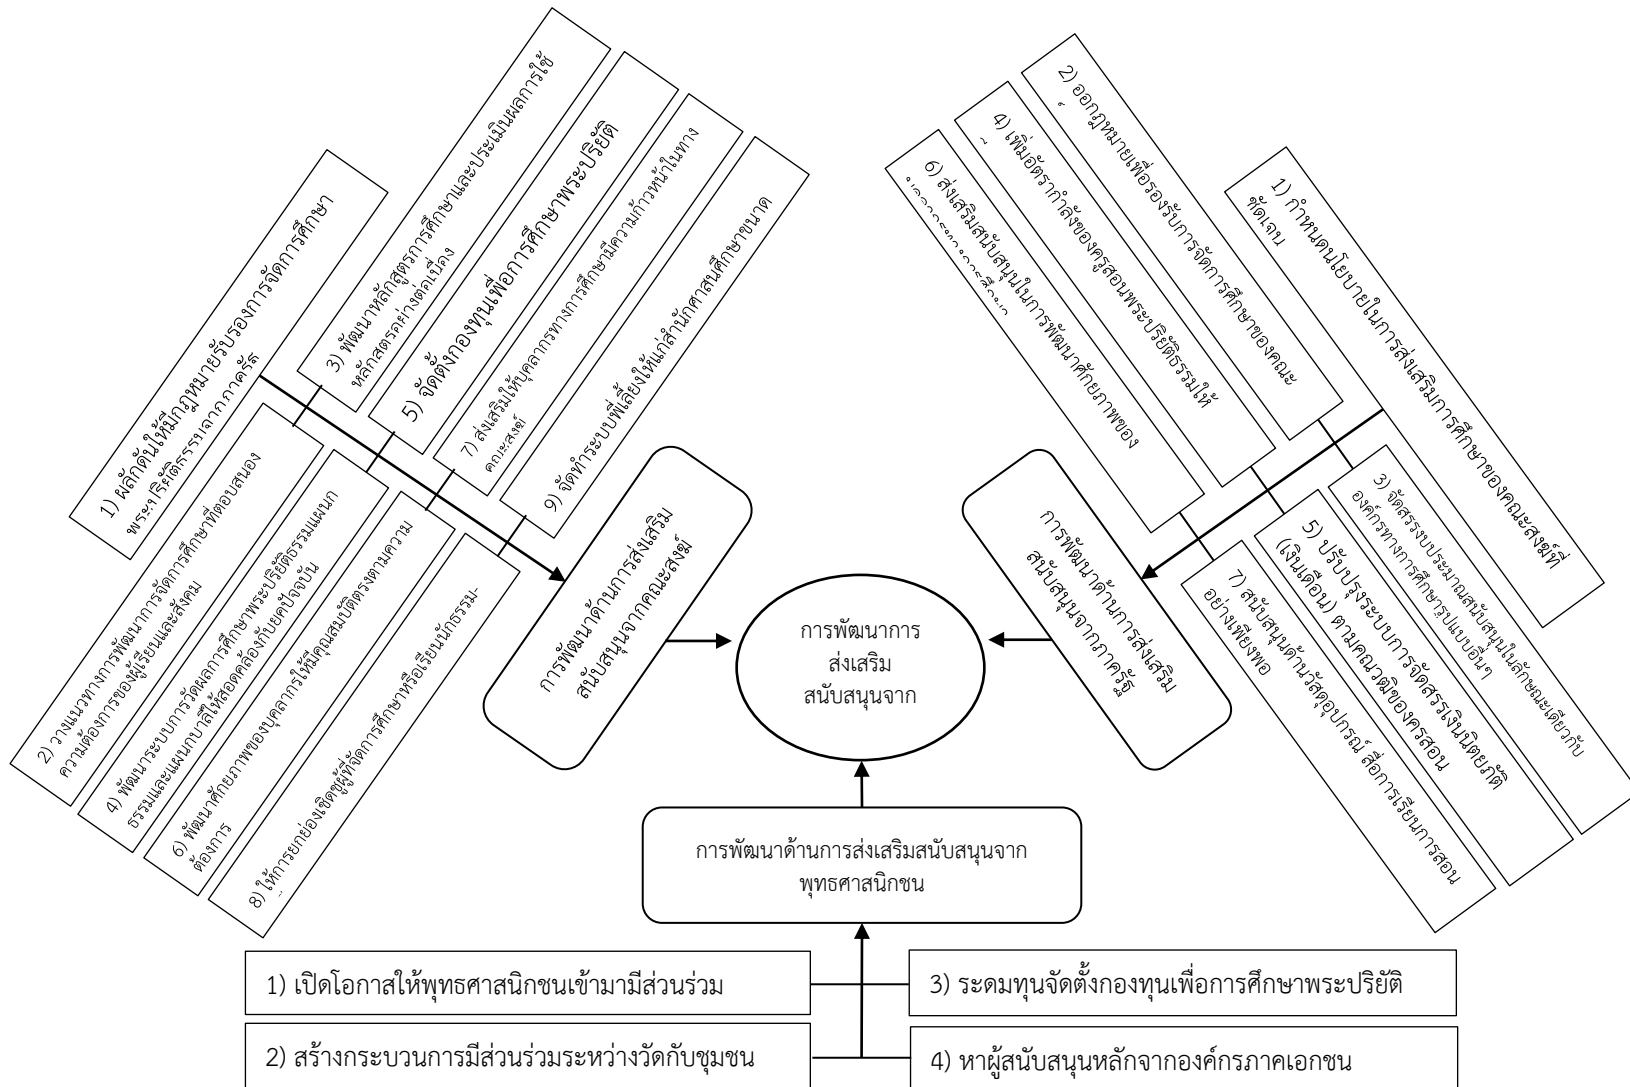 1) ผลักดันให้มีกฎหมายรับรองการจัดการศึกษา
พระปริยัติธรรมจากภาครัฐ
3) พัฒนาหลักสูตรการศึกษาและประเมินผลการใช้
หลักสูตรอย่างต่อเนื่อง
5) จัดตั้งกองทุนเพื่อการศึกษาพระปริยัติ
7) ส่งเสริมให้บุคลากรทางการศึกษามีความก้าวหน้าในทาง
คณะสงฆ์
9) จัดทำระบบพี่เลี้ยงให้แก่สำนักศาสนศึกษาขนาด
2) วางแนวทางการพัฒนาการจัดการศึกษาที่ตอบสนอง
ความต้องการของผู้เรียนและสังคม
4) พัฒนาระบบการวัดผลการศึกษาพระปริยัติธรรมแผนก
ธรรมและแผนกบาลีให้สอดคล้องกับยุคปัจจุบัน
6) พัฒนาศักยภาพของบุคลากรให้มีคุณสมบัติตรงตามความ
ต้องการ
8) ให้การยกย่องเชิดชูผู้ที่จัดการศึกษาหรือเรียนนักธรรม-
การพัฒนาด้านการส่งเสริม
สนับสนุนจากคณะสงฆ์
2) ออกกฎหมายเพื่อรองรับการจัดการศึกษาของคณะ
4) เพิ่มอัตรากำลังของครูสอนพระปริยัติธรรมให้
6) ส่งเสริมสนับสนุนในการพัฒนาศักยภาพของ
1) กำหนดนโยบายในการส่งเสริมการศึกษาของคณะสงฆ์ที่
ชัดเจน
3) จัดสรรงบประมาณสนับสนุนในลักษณะเดียวกับ
องค์กรทางการศึกษารูปแบบอื่นๆ
5) ปรับปรุงระบบการจัดสรรเงินนิตยภัติ
(เงินเดือน) ตามคุณวุฒิของครูสอน
7) สนับสนุนด้านวัสดุอุปกรณ์ สื่อการเรียนการสอน
อย่างเพียงพอ
การพัฒนาด้านการส่งเสริม
สนับสนุนจากภาครัฐ
การพัฒนาการ
ส่งเสริม
สนับสนุนจาก
การพัฒนาด้านการส่งเสริมสนับสนุนจาก
พุทธศาสนิกชน
1) เปิดโอกาสให้พุทธศาสนิกชนเข้ามามีส่วนร่วม
3) ระดมทุนจัดตั้งกองทุนเพื่อการศึกษาพระปริยัติ
2) สร้างกระบวนการมีส่วนร่วมระหว่างวัดกับชุมชน
4) หาผู้สนับสนุนหลักจากองค์กรภาคเอกชน